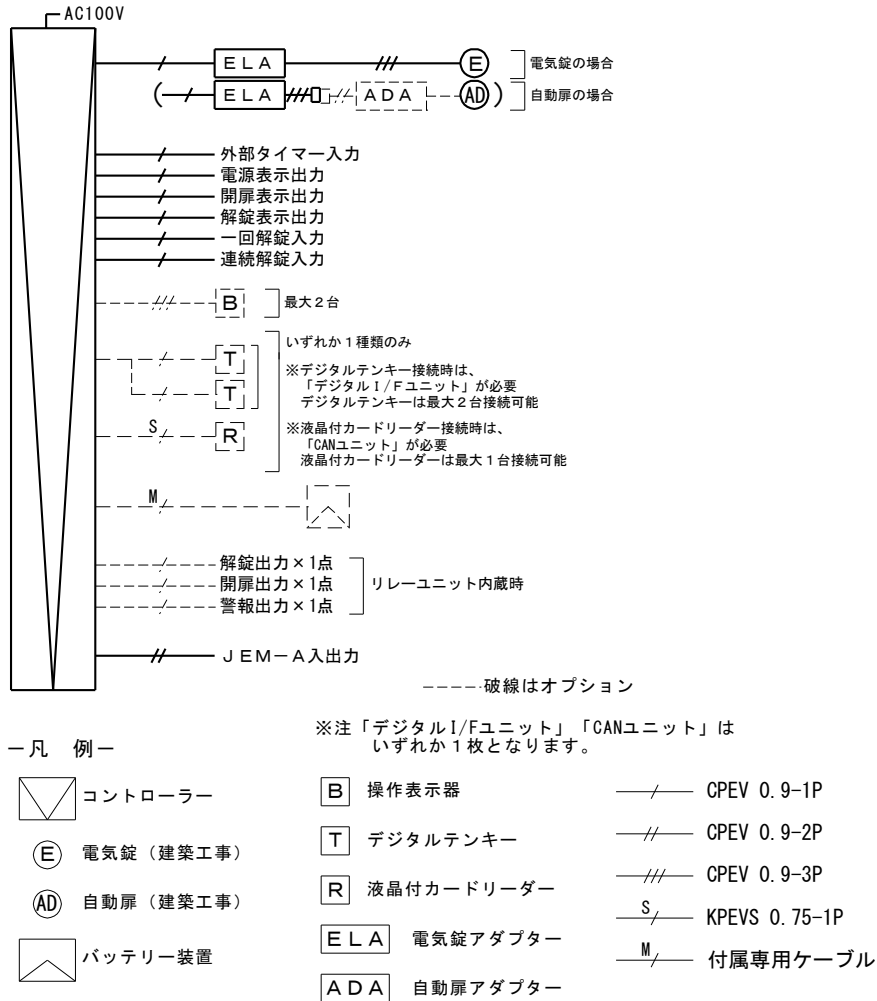 AC100V
ELA
E
電気錠の場合
(
ELA
ADA
AD
)
自動扉の場合
外部タイマー入力
電源表示出力
開扉表示出力
解錠表示出力
一回解錠入力
連続解錠入力
B
最大2台
いずれか1種類のみ
T
※デジタルテンキー接続時は、
「デジタルI/Fユニット」が必要
T
デジタルテンキーは最大2台接続可能
S
R
※液晶付カードリーダー接続時は、
「CANユニット」が必要
液晶付カードリーダーは最大1台接続可能
M
解錠出力×1点
開扉出力×1点
リレーユニット内蔵時
警報出力×1点
JEM-A入出力
-----破線はオプション
※注「デジタルI/Fユニット」「CANユニット」は
いずれか1枚となります。
-凡 例-
コントローラー
E 電気錠(建築工事)
AD 自動扉(建築工事)
バッテリー装置
B 操作表示器
T デジタルテンキー
R 液晶付カードリーダー
ELA 電気錠アダプター
ADA 自動扉アダプター
CPEV 0.9-1P
CPEV 0.9-2P
CPEV 0.9-3P
S KPEVS 0.75-1P
M 付属専用ケーブル